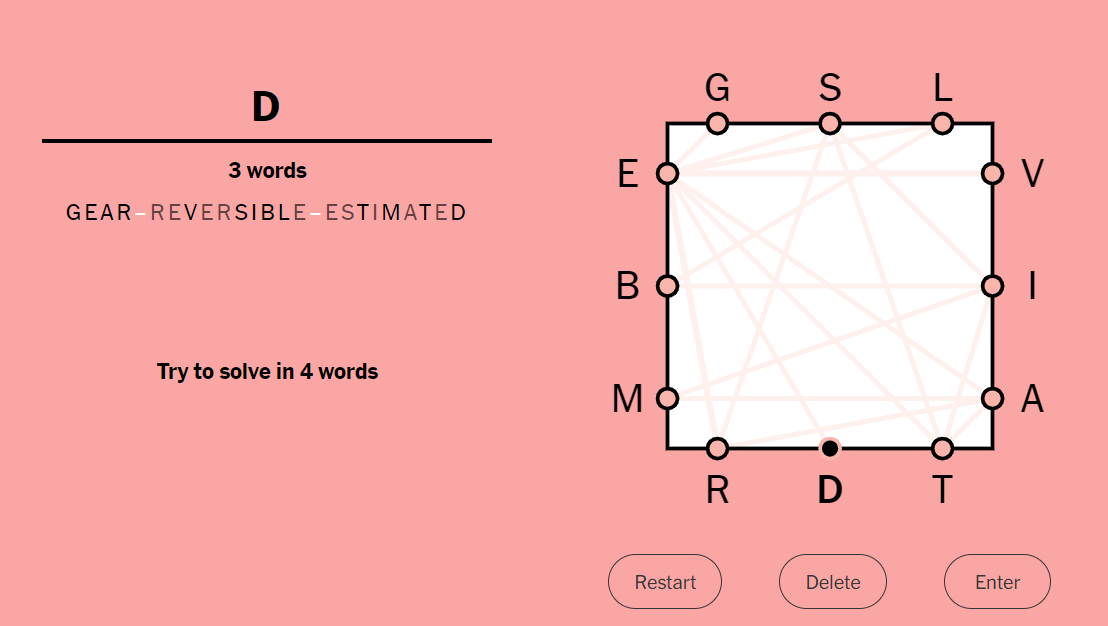 D
3 words
GEAR–REVERSIBLE–ESTIMATED
Try to solve in 4 words
G S L
E V
B I
M A
R D T
Restart Delete Enter